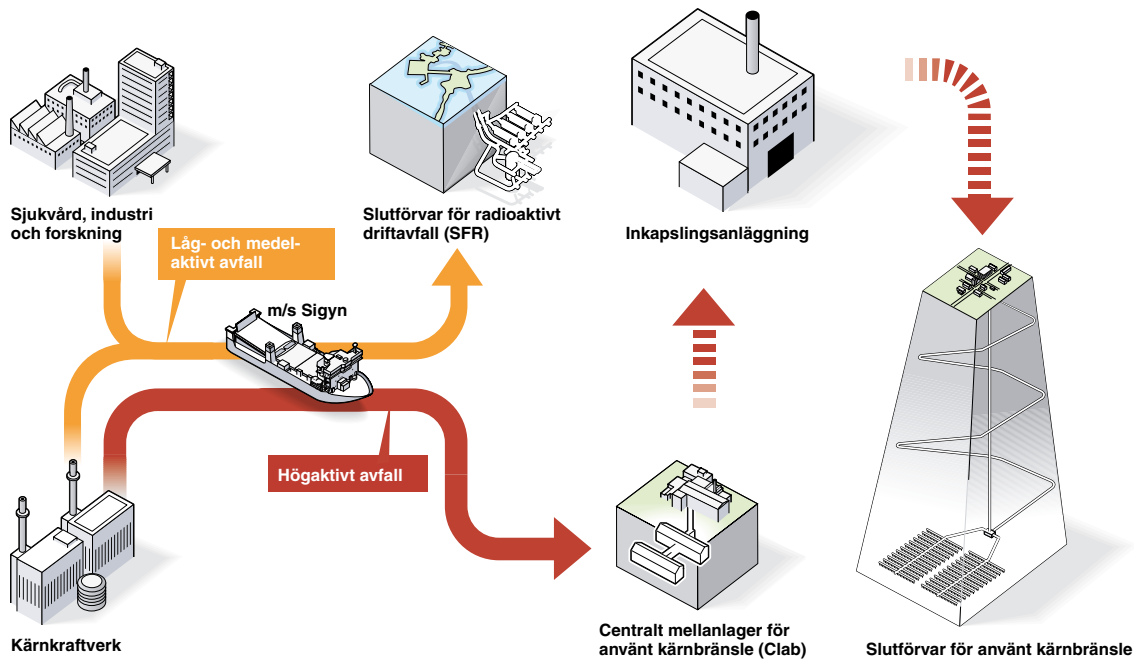 Sjukvård, industri
och forskning
Slutförvar för radioaktivt
driftavfall (SFR)
Inkapslingsanläggning
Låg- och medel-
aktivt avfall
m/s Sigyn
Högaktivt avfall
Kärnkraftverk
Centralt mellanlager för
använt kärnbränsle (Clab)
Slutförvar för använt kärnbränsle